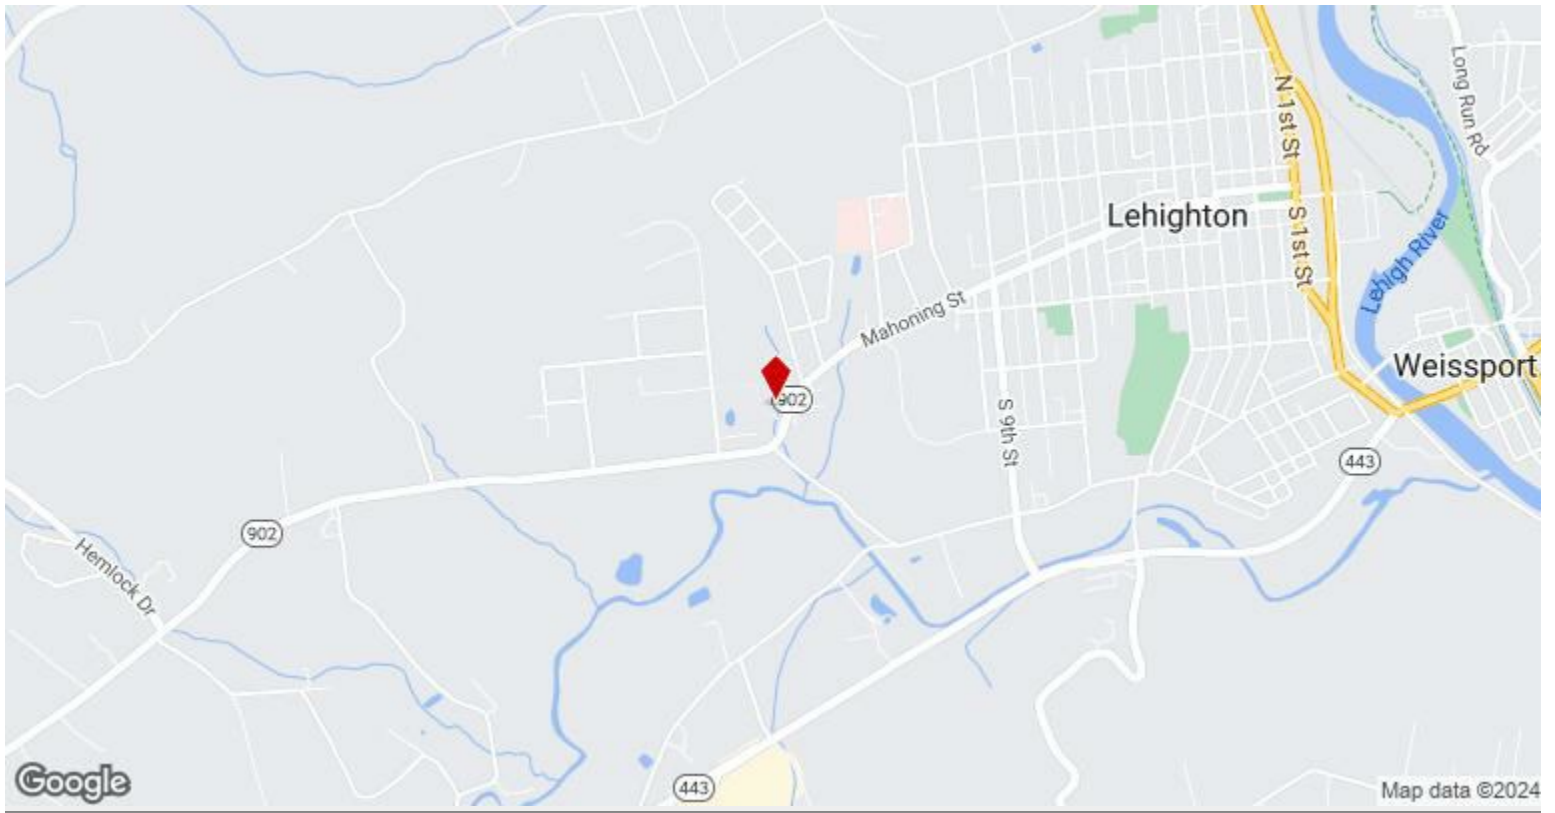 Long Run Rd
N 1st St
Lehighton
S 1st St
Lehigh River
Mahoning St
Weissport
902
S 9th St
443
902
Hemlock Dr
443
Google
Map data ©2024